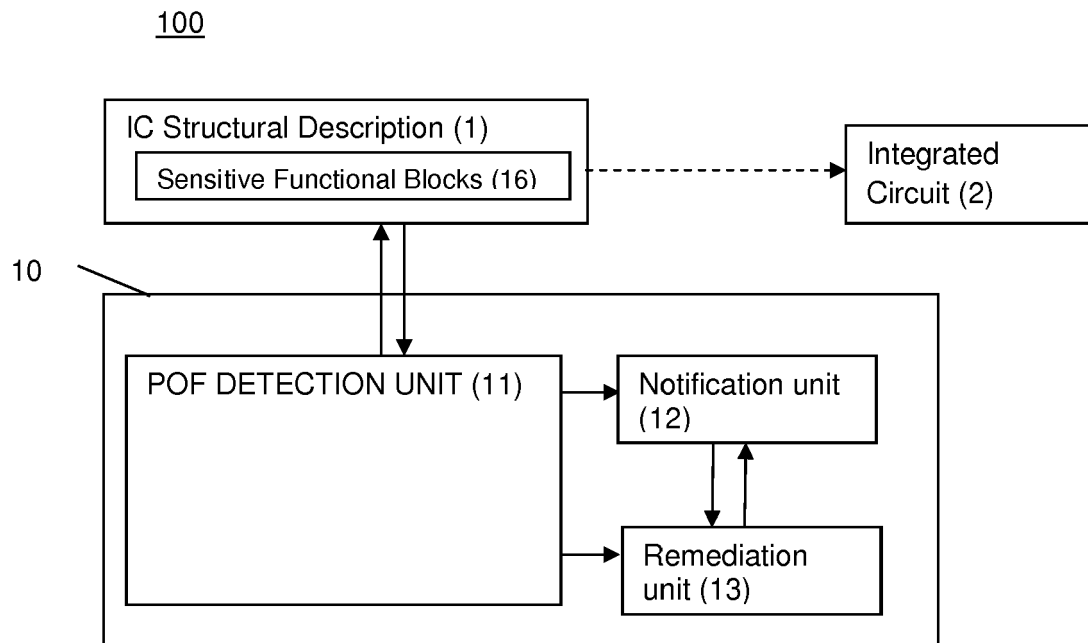 100
IC Structural Description (1)
Sensitive Functional Blocks (16)
Integrated
Circuit (2)
10
POF DETECTION UNIT (11)
Notification unit
(12)
Remediation
unit (13)